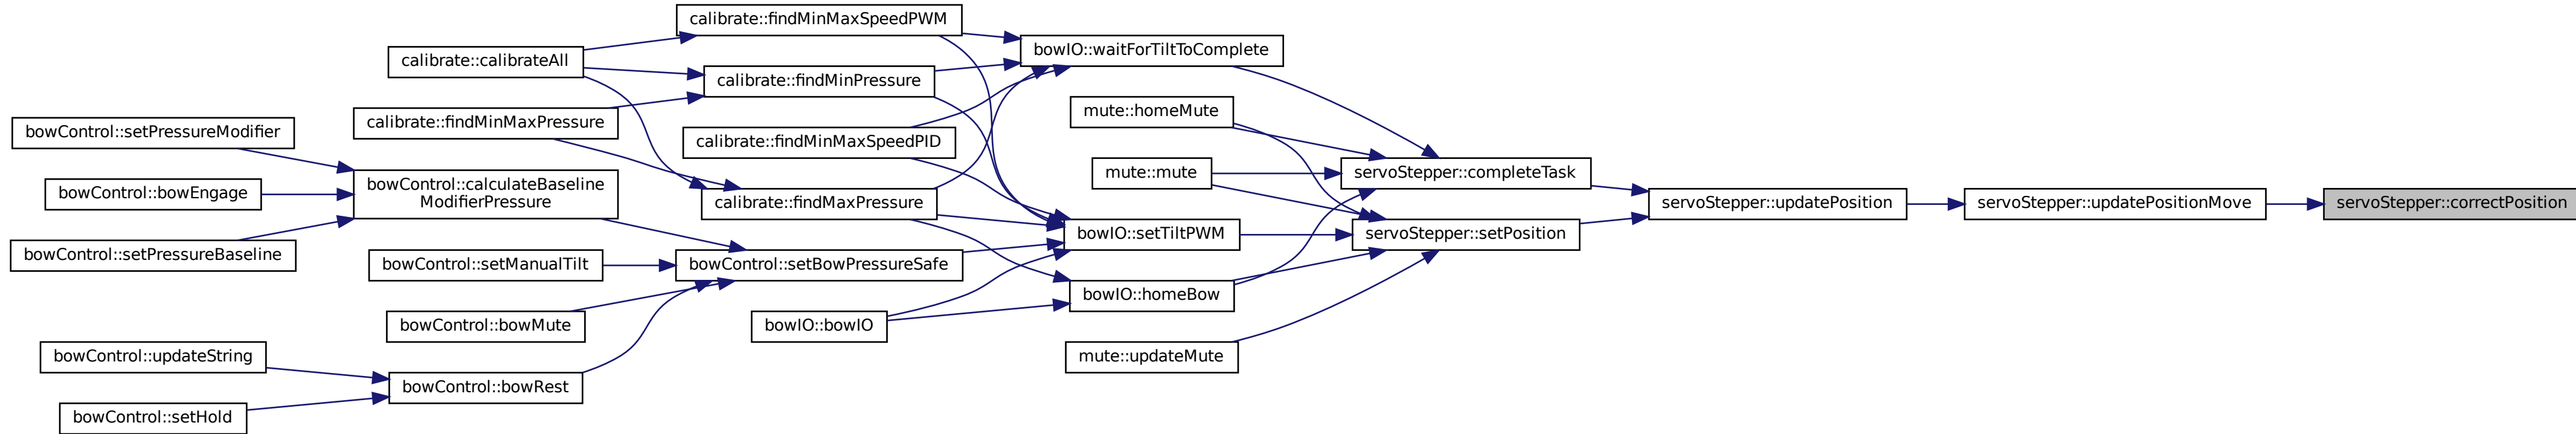 calibrate::findMinMaxSpeedPWM
bowIO::waitForTiltToComplete
calibrate::calibrateAll
calibrate::findMinPressure
mute::homeMute
calibrate::findMinMaxPressure
bowControl::setPressureModifier
calibrate::findMinMaxSpeedPID
mute::mute
servoStepper::completeTask
bowControl::calculateBaseline
ModifierPressure
bowControl::bowEngage
calibrate::findMaxPressure
servoStepper::updatePosition
servoStepper::updatePositionMove
servoStepper::correctPosition
bowIO::setTiltPWM
servoStepper::setPosition
bowControl::setPressureBaseline
bowControl::setManualTilt
bowControl::setBowPressureSafe
bowIO::homeBow
bowControl::bowMute
bowIO::bowIO
bowControl::updateString
mute::updateMute
bowControl::bowRest
bowControl::setHold